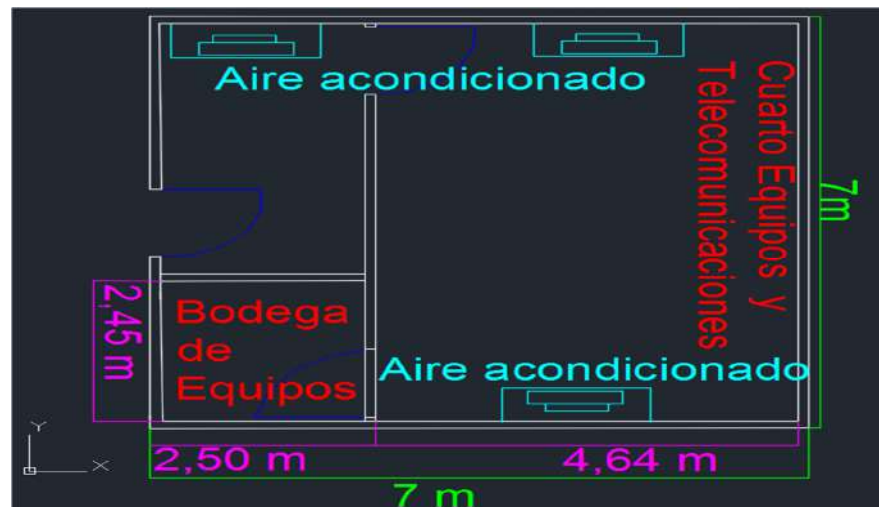 Aire acondicionado
Cuarto Equipos y
Telecomunicaciones
7m
2,45 m
Bodega
de
Equipos
Aire acondicionado
Y
X
2,50 m
4,64 m
7 m